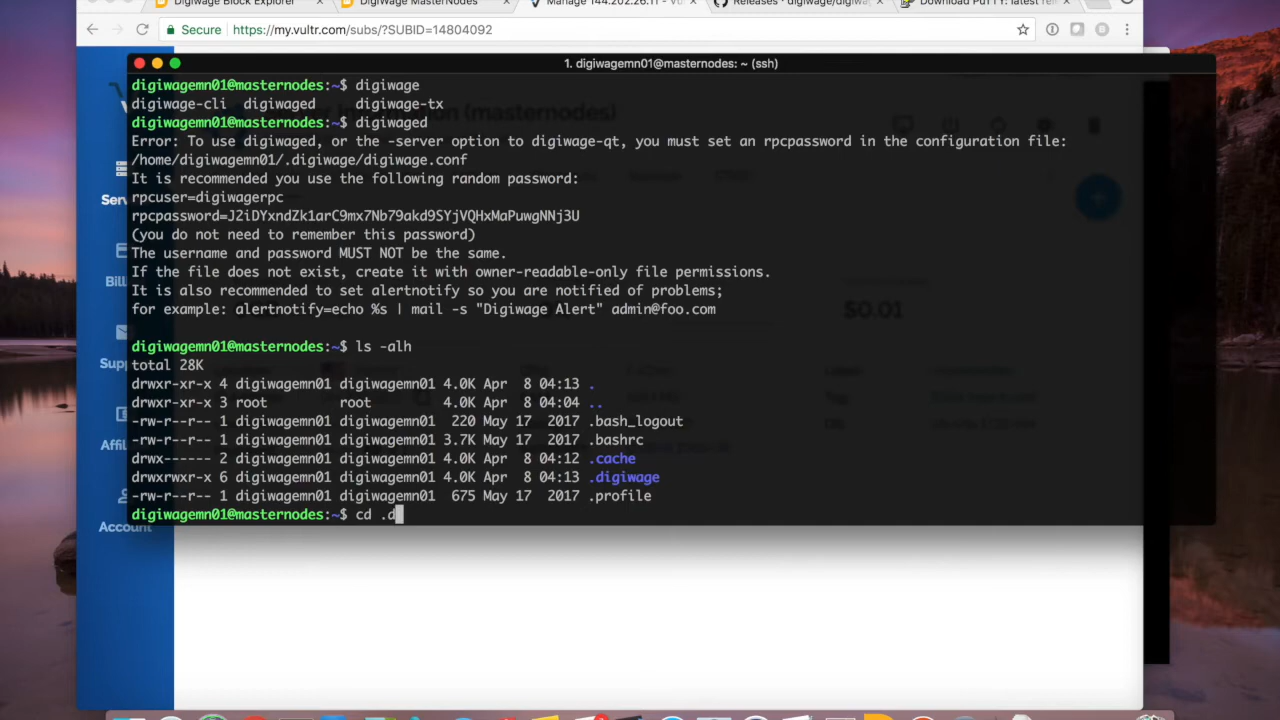 Digiwage Block Explorer
DigiWage MasterNodes
Manage 144.202.26.11 - Vu
Releases · digiwage/digiwa
Download PuTTY: latest rel
Secure https://my.vultr.com/subs/?SUBID=14804092
1. digiwagemn01@masternodes: ~ (ssh)
digiwagemn01@masternodes:~$ digiwage
digiwage-cli digiwaged digiwage-tx
digiwagemn01@masternodes:~$ digiwaged
Error: To use digiwaged, or the -server option to digiwage-qt, you must set an rpcpassword in the configuration file:
/home/digiwagemn01/.digiwage/digiwage.conf
It is recommended you use the following random password:
rpcuser=digiwagerpc
rpcpassword=J2iDYxndZk1arC9mx7Nb79akd9SYjVQHxMaPuwgNNj3U
(you do not need to remember this password)
The username and password MUST NOT be the same.
If the file does not exist, create it with owner-readable-only file permissions.
It is also recommended to set alertnotify so you are notified of problems;
for example: alertnotify=echo %s | mail -s "Digiwage Alert" admin@foo.com
digiwagemn01@masternodes:~$ ls -alh
total 28K
drwxr-xr-x 4 digiwagemn01 digiwagemn01 4.0K Apr 8 04:13 .
drwxr-xr-x 3 root root 4.0K Apr 8 04:04 ..
-rw-r--r-- 1 digiwagemn01 digiwagemn01 220 May 17 2017 .bash_logout
-rw-r--r-- 1 digiwagemn01 digiwagemn01 3.7K May 17 2017 .bashrc
drwx------ 2 digiwagemn01 digiwagemn01 4.0K Apr 8 04:12 .cache
drwxrwxr-x 6 digiwagemn01 digiwagemn01 4.0K Apr 8 04:13 .digiwage
-rw-r--r-- 1 digiwagemn01 digiwagemn01 675 May 17 2017 .profile
digiwagemn01@masternodes:~$ cd .d
(masternodes)
$0.01
Serv
Bill
Supp
Affil
Account